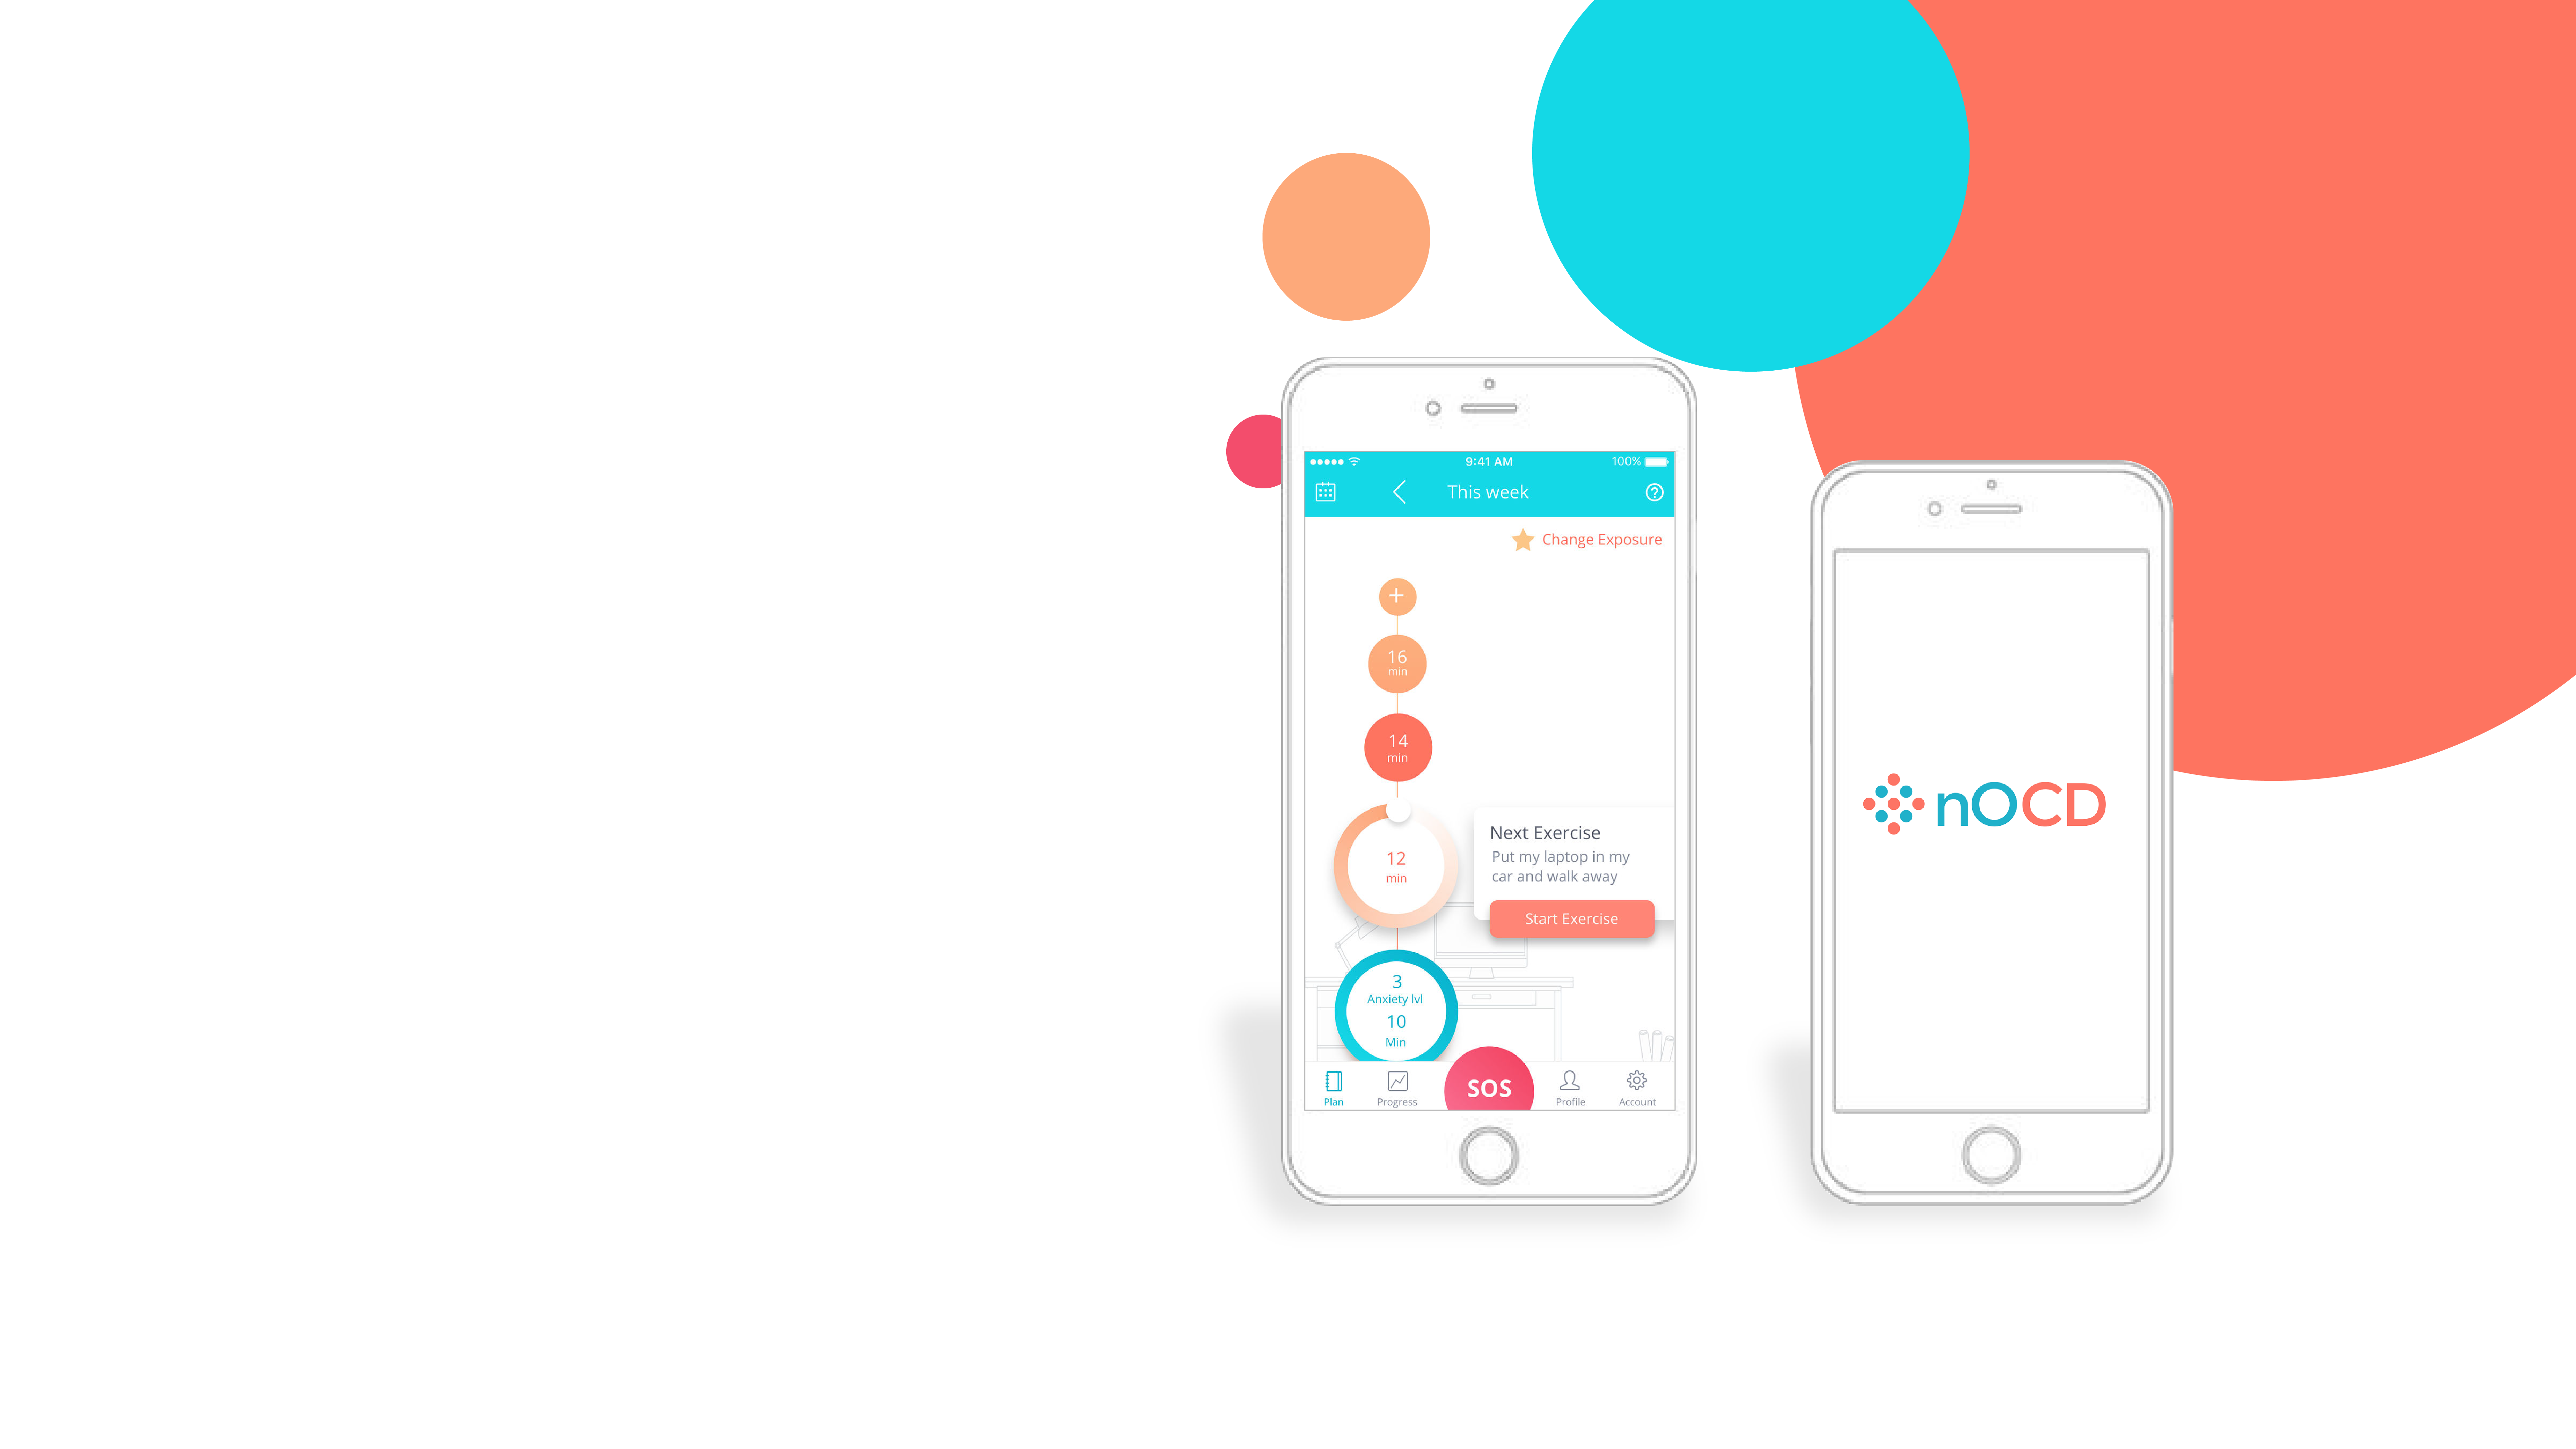 9:41 AM
100%
This week
Change Exposure
16
min
14
min
12
min
Next Exercise
Put my laptop in my
car and walk away
Start Exercise
3
Anxiety lvl
10
Min
Plan
Progress
SOS
Profile
Account
nOCD